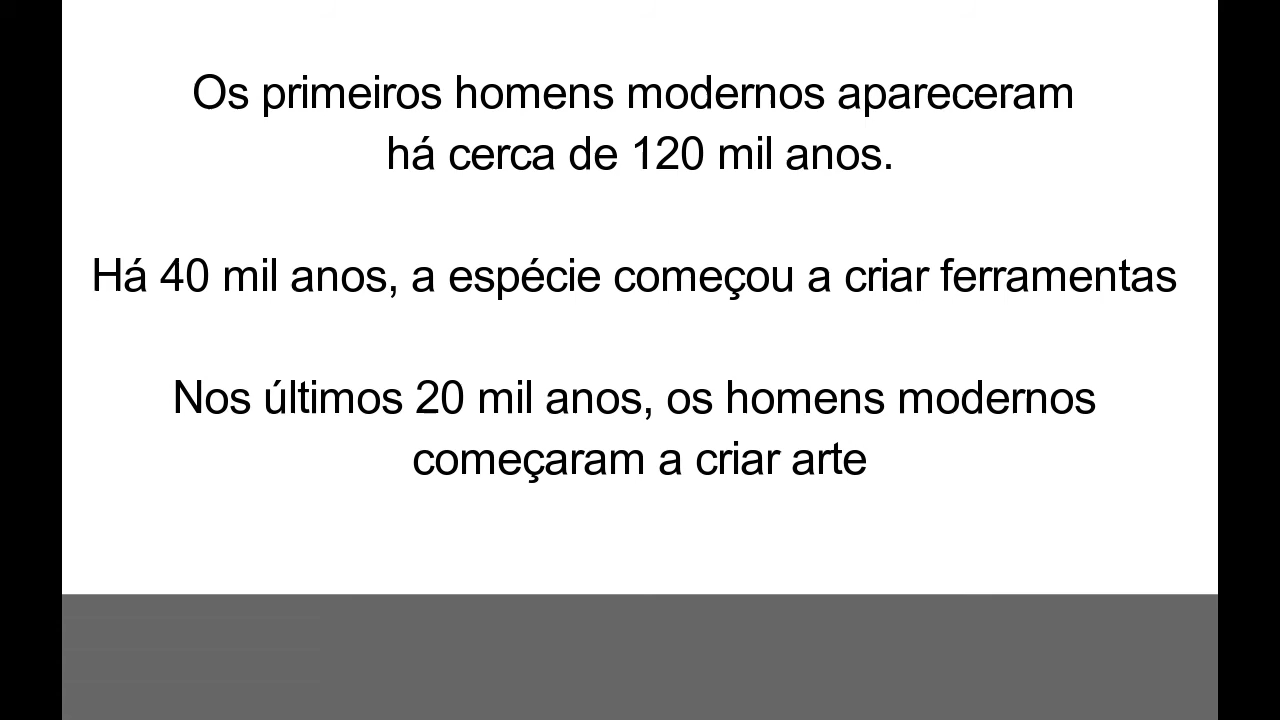 Os primeiros homens modernos apareceram
há cerca de 120 mil anos.
Há 40 mil anos, a espécie começou a criar ferramentas
Nos últimos 20 mil anos, os homens modernos
começaram a criar arte